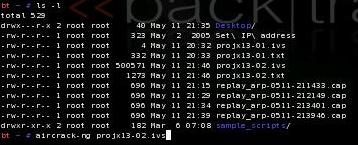 << back tra
bt ~ # ls -l
total 529
drwx---r-x 2 root root     40 May 11 21:35 Desktop/
-rwxr--r-- 1 root root    323 May  2  2005 Set\ IP\ address
-rw-r--r-- 1 root root      4 May 11 20:32 projx13-01.ivs
-rw-r--r-- 1 root root    332 May 11 20:33 projx13-01.txt
-rw-r--r-- 1 root root 500571 May 11 21:46 projx13-02.ivs
-rw-r--r-- 1 root root   1273 May 11 21:46 projx13-02.txt
-rw-r--r-- 1 root root    696 May 11 21:15 replay_arp-0511-211433.cap
-rw-r--r-- 1 root root    696 May 11 21:29 replay_arp-0511-212149.cap
-rw-r--r-- 1 root root    696 May 11 21:34 replay_arp-0511-213401.cap
-rw-r--r-- 1 root root    696 May 11 21:39 replay_arp-0511-213946.cap
drwxr-xr-x 2 root root    182 Mar  6 07:08 sample_scripts/
bt ~ # aircrack-ng projx13-02.ivs